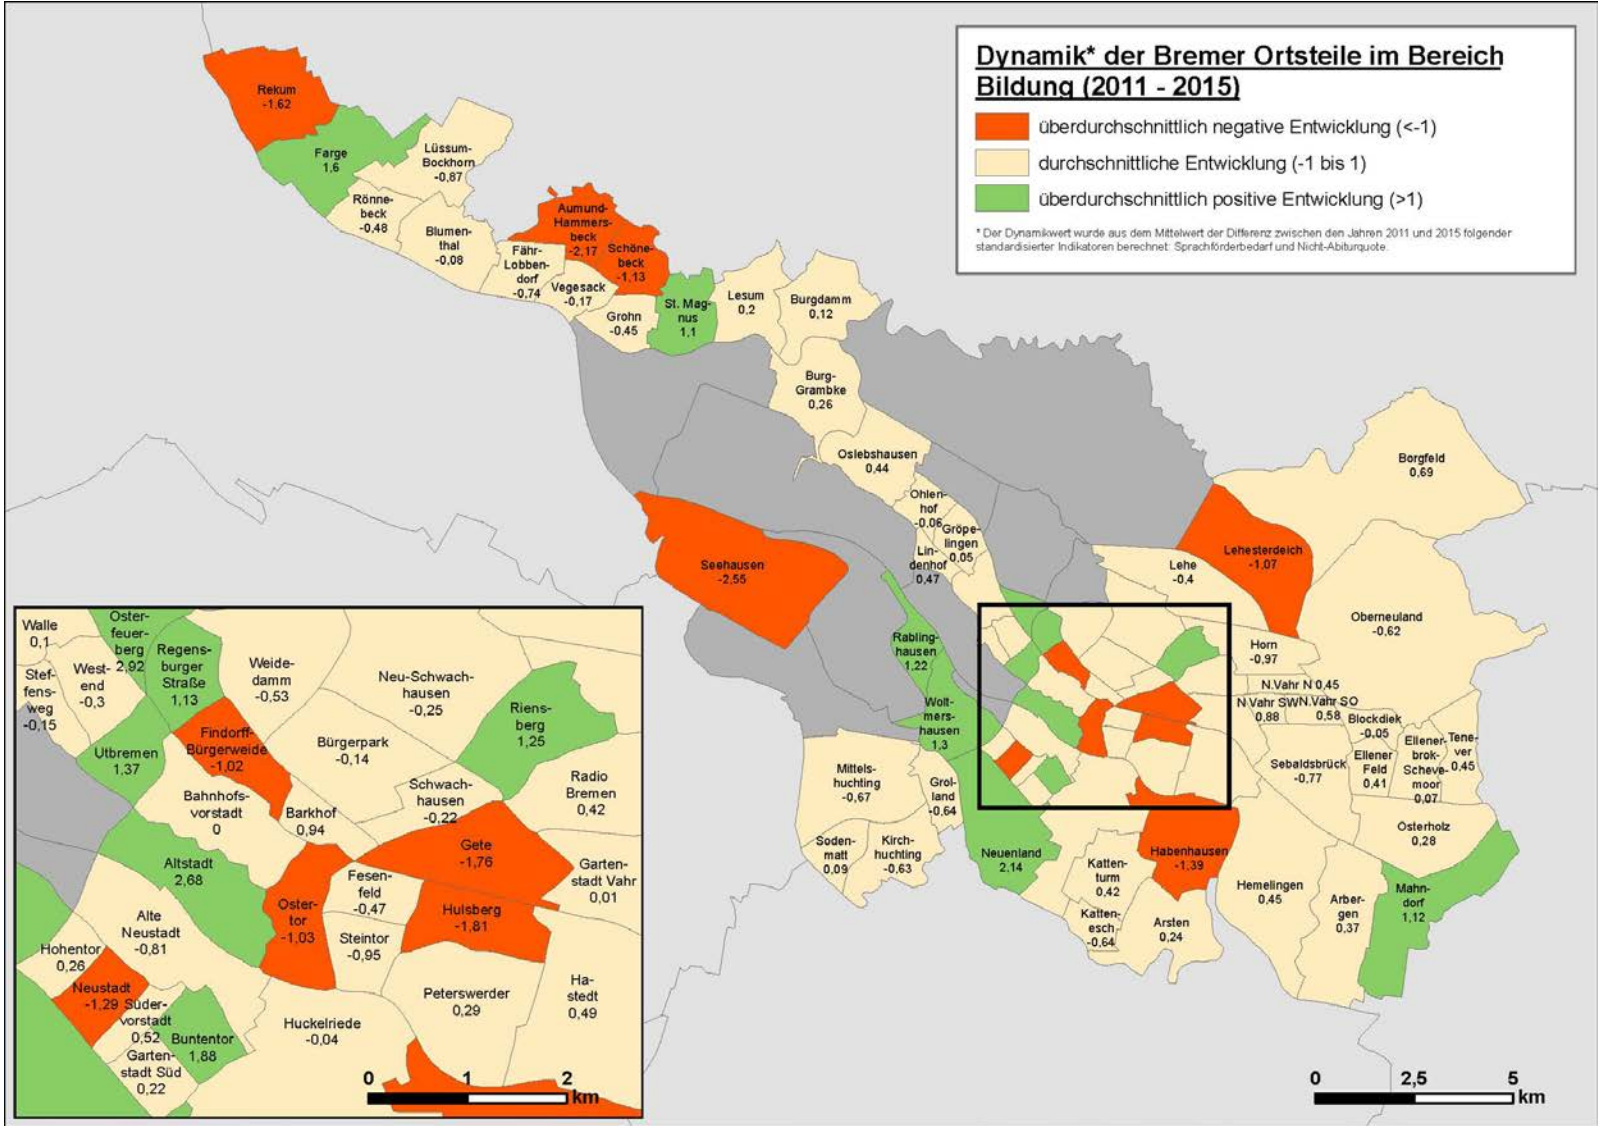 Dynamik* der Bremer Ortsteile im Bereich
Bildung (2011 - 2015)
überdurchschnittlich negative Entwicklung (<-1)
durchschnittliche Entwicklung (-1 bis 1)
überdurchschnittlich positive Entwicklung (>1)
* Der Dynamikwert wurde aus dem Mittelwert der Differenz zwischen den Jahren 2011 und 2015 folgender
standardisierter Indikatoren berechnet: Sprachförderbedarf und Nicht-Abiturquote.
Rekum
-1,62
Farge
1,6
Lüssum-
Bockhorn
-0,87
Rönne-
beck
-0,48
Blumen-
thal
-0,08
Aumund-
Hammers-
beck
-2,17
Schöne-
beck
-1,13
Fähr-
Lobben-
dorf
-0,74
Vegesack
-0,17
Grohn
-0,45
St. Mag-
nus
1,1
Lesum
0,2
Burgdamm
0,12
Burg-
Grambke
0,26
Oslebshausen
0,44
Ohlen-
hof
-0,06
Gröpe-
lingen
0,05
Lin-
denhof
0,47
Seehausen
-2,55
Rabling-
hausen
1,22
Wolt-
mers-
hausen
1,3
Borgfeld
0,69
Lehesterdeich
-1,07
Lehe
-0,4
Oberneuland
-0,62
Horn
-0,97
N.Vahr N 0,45
N.Vahr SW
0,88
N.Vahr SO
0,58
Blockdiek
-0,05
Ellener
Feld
0,41
Ellener-
brok-
Scheve-
moor
0,07
Tene-
ver
0,45
Sebaldsbrück
-0,77
Osterholz
0,28
Mittels-
huchting
-0,67
Grol-
land
-0,64
Soden-
matt
0,09
Kirch-
huchting
-0,63
Neuenland
2,14
Katten-
turm
0,42
Katten-
esch
-0,64
Habenhausen
-1,39
Arsten
0,24
Hemelingen
0,45
Arber-
gen
0,37
Mahn-
dorf
1,12
Walle
0,1
Oster-
feuer-
berg
2,92
Regens-
burger
Straße
1,13
Weide-
damm
-0,53
Stef-
fens-
weg
-0,15
West-
end
-0,3
Neu-Schwach-
hausen
-0,25
Riens-
berg
1,25
Utbremen
1,37
Findorff-
Bürgerweide
-1,02
Bürgerpark
-0,14
Bahnhofs-
vorstadt
0
Barkhof
0,94
Schwach-
hausen
-0,22
Radio
Bremen
0,42
Altstadt
2,68
Gete
-1,76
Garten-
stadt Vahr
0,01
Fesen-
feld
-0,47
Oster-
tor
-1,03
Hulsberg
-1,81
Alte
Neustadt
-0,81
Steintor
-0,95
Hohentor
0,26
Neustadt
-1,29
Süder-
vorstadt
0,52
Buntentor
1,88
Garten-
stadt Süd
0,22
Huckelriede
-0,04
Peterswerder
0,29
Ha-
stedt
0,49
0 1 2
km
0 2,5 5
km